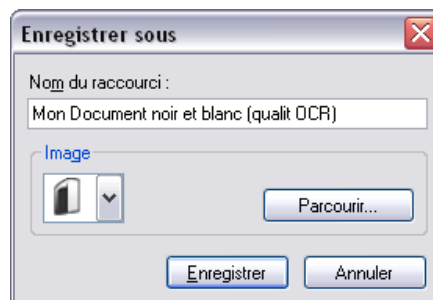 Enregistrer sous
Nom du raccourci :
Mon Document noir et blanc (qualit OCR)
Image
Parcourir...
Enregistrer
Annuler